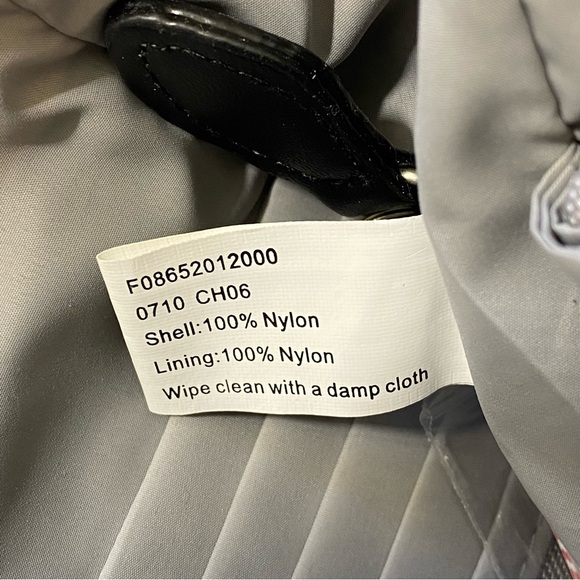 F08652012000
0710 CH06
Shell:100% Nylon
Lining:100% Nylon
Wipe clean with a damp cloth